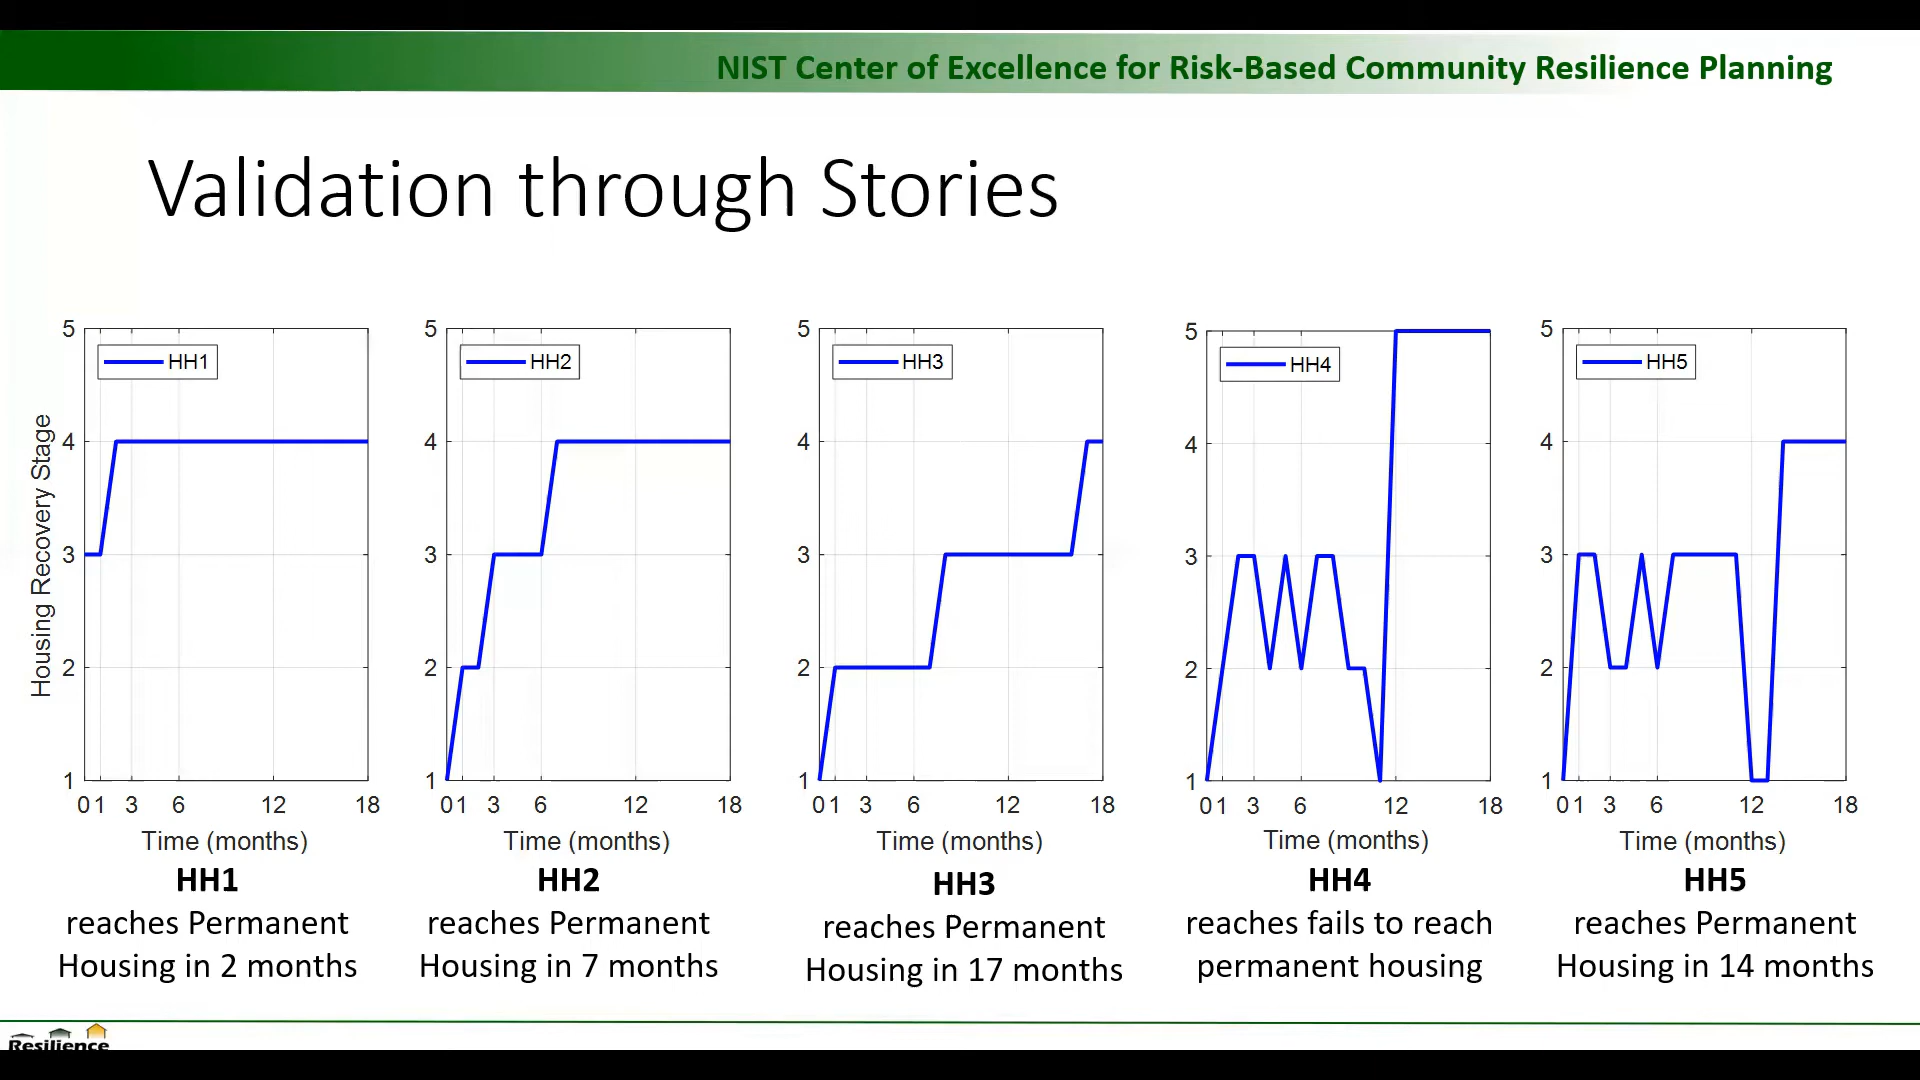 NIST Center of Excellence for Risk-Based Community Resilience Planning
Validation through Stories
Housing Recovery Stage
5
4
3
2
1
HH1
0 1 3 6 12 18
Time (months)
HH1
reaches Permanent
Housing in 2 months
5
4
3
2
1
HH2
0 1 3 6 12 18
Time (months)
HH2
reaches Permanent
Housing in 7 months
5
4
3
2
1
HH3
0 1 3 6 12 18
Time (months)
HH3
reaches Permanent
Housing in 17 months
5
4
3
2
1
HH4
0 1 3 6 12 18
Time (months)
HH4
reaches fails to reach
permanent housing
5
4
3
2
1
HH5
0 1 3 6 12 18
Time (months)
HH5
reaches Permanent
Housing in 14 months
Resilience